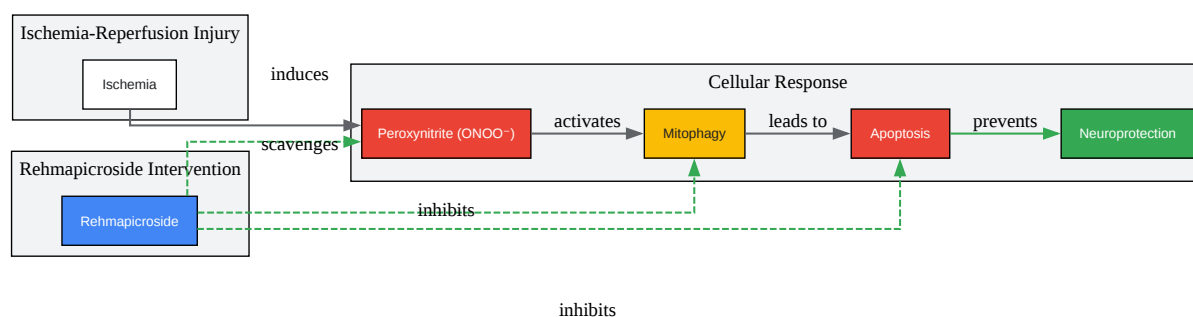 Ischemia-Reperfusion Injury
Ischemia
induces
Cellular Response
Peroxynitrite (ONOO⁻)
activates
Mitophagy
leads to
Apoptosis
prevents
Neuroprotection
scavenges
Rehmapicroside Intervention
Rehmapicroside
inhibits
inhibits